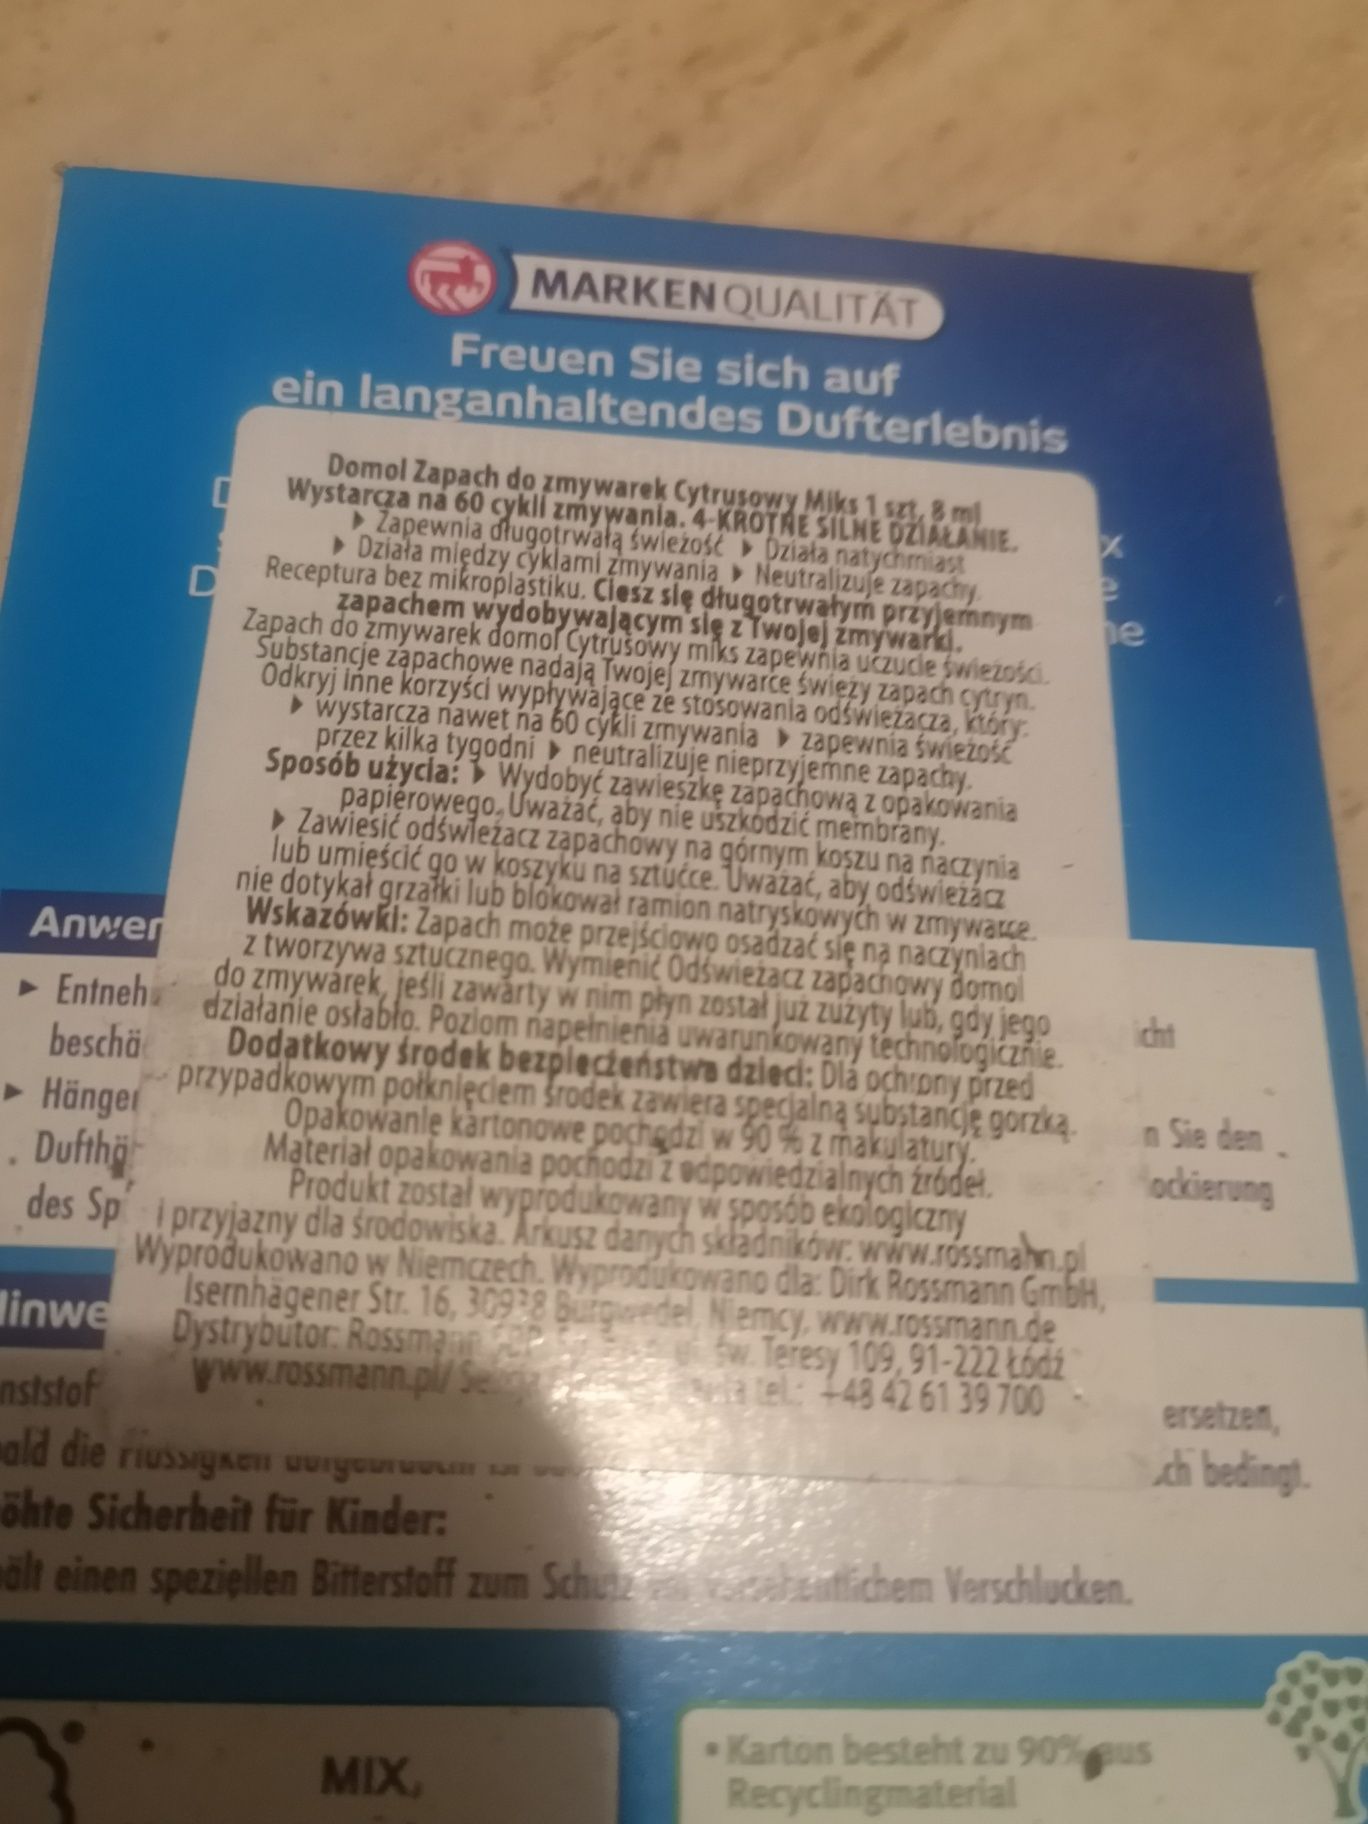 MARKENQUALITÄT
Freuen Sie sich auf
ein langanhaltendes Dufterlebnis
Domol Zapach do zmywarek Cytrusowy Miks 1 szt. 8 ml
Wystarcza na 60 cykli zmywania. 4-KROTNE SILNE DZIAŁANIE.
▶ Zapewnia długotrwałą świeżość ▶ Działa natychmiast
▶ Działa między cyklami zmywania ▶ Neutralizuje zapachy.
Receptura bez mikroplastiku. Ciesz się długotrwałym przyjemnym
zapachem wydobywającym się z Twojej zmywarki.
Zapach do zmywarek domol Cytrusowy miks zapewnia uczucie świeżości.
Substancje zapachowe nadają Twojej zmywarce świeży zapach cytryn.
Odkryj inne korzyści wypływające ze stosowania odświeżacza, który:
▶ wystarcza nawet na 60 cykli zmywania ▶ zapewnia świeżość
przez kilka tygodni ▶ neutralizuje nieprzyjemne zapachy.
Sposób użycia: ▶ Wydobyć zawieszkę zapachową z opakowania
papierowego. Uważać, aby nie uszkodzić membrany.
▶ Zawiesić odświeżacz zapachowy na górnym koszu na naczynia
lub umieścić go w koszyku na sztućce. Uważać, aby odświeżacz
nie dotykał grzałki lub blokował ramion natryskowych w zmywarce.
Wskazówki: Zapach może przejściowo osadzać się na naczyniach
z tworzywa sztucznego. Wymienić Odświeżacz zapachowy domol
do zmywarek, jeśli zawarty w nim płyn został już zużyty lub, gdy jego
działanie osłabło. Poziom napełnienia uwarunkowany technologicznie.
Dodatkowy środek bezpieczeństwa dzieci: Dla ochrony przed
przypadkowym połknięciem środek zawiera specjalną substancję gorzką.
Opakowanie kartonowe pochodzi w 90 % z makulatury.
Materiał opakowania pochodzi z odpowiedzialnych źródeł.
Produkt został wyprodukowany w sposób ekologiczny
i przyjazny dla środowiska. Arkusz danych składników: www.rossmann.pl
Wyprodukowano w Niemczech. Wyprodukowano dla: Dirk Rossmann GmbH,
Isernhägener Str. 16, 30938 Burgwedel, Niemcy, www.rossmann.de
Dystrybutor: Rossmann ul. św. Teresy 109, 91-222 Łódź
www.rossmann.pl/ tel.: +48 42 61 39 700
Anwen
▶ Entneh
icht
beschä
▶ Hänge
n Sie den
Dufthä
ockierung
des Sp
Hinwe
nststof
ersetzen,
ald die
ch bedingt.
öhte Sicherheit für Kinder:
ält einen speziellen Bitterstoff zum Schutz versehentlichem Verschlucken.
MIX,
• Karton besteht zu 90% aus
Recyclingmaterial